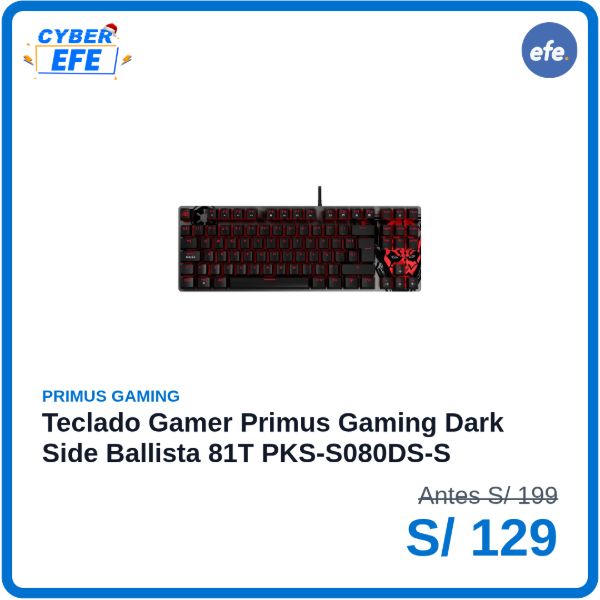 CYBER
EFE
efe.
PRIMUS GAMING
Teclado Gamer Primus Gaming Dark
Side Ballista 81T PKS-S080DS-S
Antes S/ 199
S/ 129